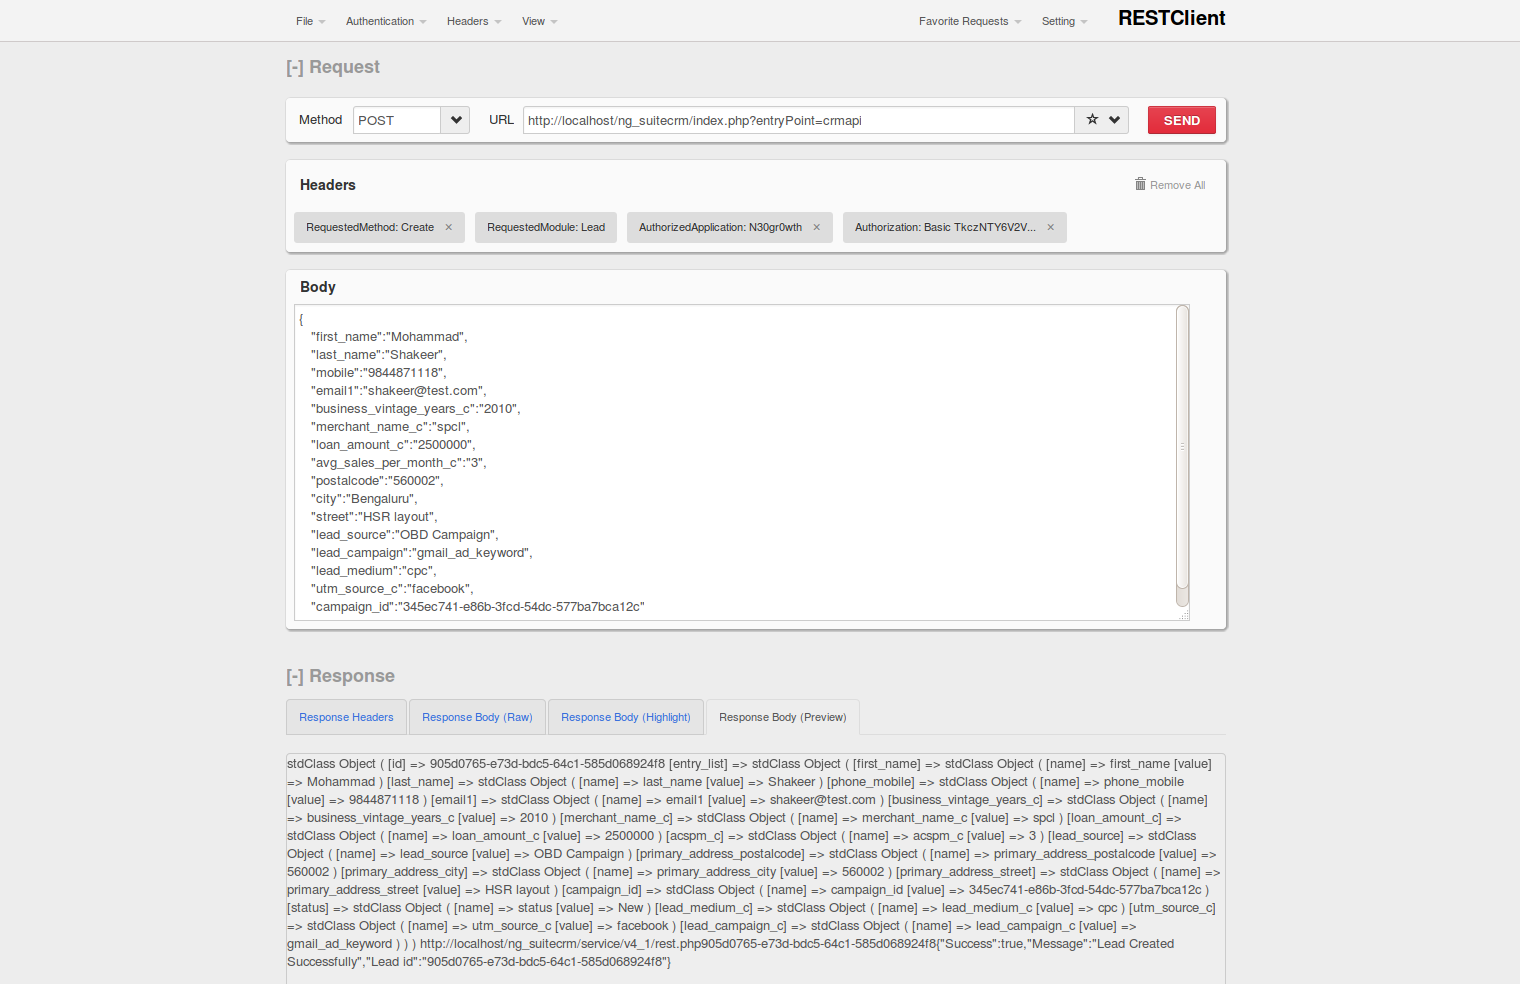 File Authentication Headers View Favorite Requests Setting RESTClient
[-] Request
Method POST URL http://localhost/ng_suitecrm/index.php?entryPoint=crmapi SEND
Headers Remove All
RequestedMethod: Create × RequestedModule: Lead AuthorizedApplication: N30gr0wth × Authorization: Basic TkczNTY6V2V... ×
Body
{
"first_name":"Mohammad",
"last_name":"Shakeer",
"mobile":"9844871118",
"email1":"shakeer@test.com",
"business_vintage_years_c":"2010",
"merchant_name_c":"spcl",
"loan_amount_c":"2500000",
"avg_sales_per_month_c":"3",
"postalcode":"560002",
"city":"Bengaluru",
"street":"HSR layout",
"lead_source":"OBD Campaign",
"lead_campaign":"gmail_ad_keyword",
"lead_medium":"cpc",
"utm_source_c":"facebook",
"campaign_id":"345ec741-e86b-3fcd-54dc-577ba7bca12c"
[-] Response
Response Headers Response Body (Raw) Response Body (Highlight) Response Body (Preview)
stdClass Object ( [id] => 905d0765-e73d-bdc5-64c1-585d068924f8 [entry_list] => stdClass Object ( [first_name] => stdClass Object ( [name] => first_name [value]
=> Mohammad ) [last_name] => stdClass Object ( [name] => last_name [value] => Shakeer ) [phone_mobile] => stdClass Object ( [name] => phone_mobile
[value] => 9844871118 ) [email1] => stdClass Object ( [name] => email1 [value] => shakeer@test.com ) [business_vintage_years_c] => stdClass Object ( [name]
=> business_vintage_years_c [value] => 2010 ) [merchant_name_c] => stdClass Object ( [name] => merchant_name_c [value] => spcl ) [loan_amount_c] =>
stdClass Object ( [name] => loan_amount_c [value] => 2500000 ) [acspm_c] => stdClass Object ( [name] => acspm_c [value] => 3 ) [lead_source] => stdClass
Object ( [name] => lead_source [value] => OBD Campaign ) [primary_address_postalcode] => stdClass Object ( [name] => primary_address_postalcode [value] =>
560002 ) [primary_address_city] => stdClass Object ( [name] => primary_address_city [value] => 560002 ) [primary_address_street] => stdClass Object ( [name] =>
primary_address_street [value] => HSR layout ) [campaign_id] => stdClass Object ( [name] => campaign_id [value] => 345ec741-e86b-3fcd-54dc-577ba7bca12c )
[status] => stdClass Object ( [name] => status [value] => New ) [lead_medium_c] => stdClass Object ( [name] => lead_medium_c [value] => cpc ) [utm_source_c]
=> stdClass Object ( [name] => utm_source_c [value] => facebook ) [lead_campaign_c] => stdClass Object ( [name] => lead_campaign_c [value] =>
gmail_ad_keyword ) ) ) http://localhost/ng_suitecrm/service/v4_1/rest.php905d0765-e73d-bdc5-64c1-585d068924f8{"Success":true,"Message":"Lead Created
Successfully","Lead id":"905d0765-e73d-bdc5-64c1-585d068924f8"}